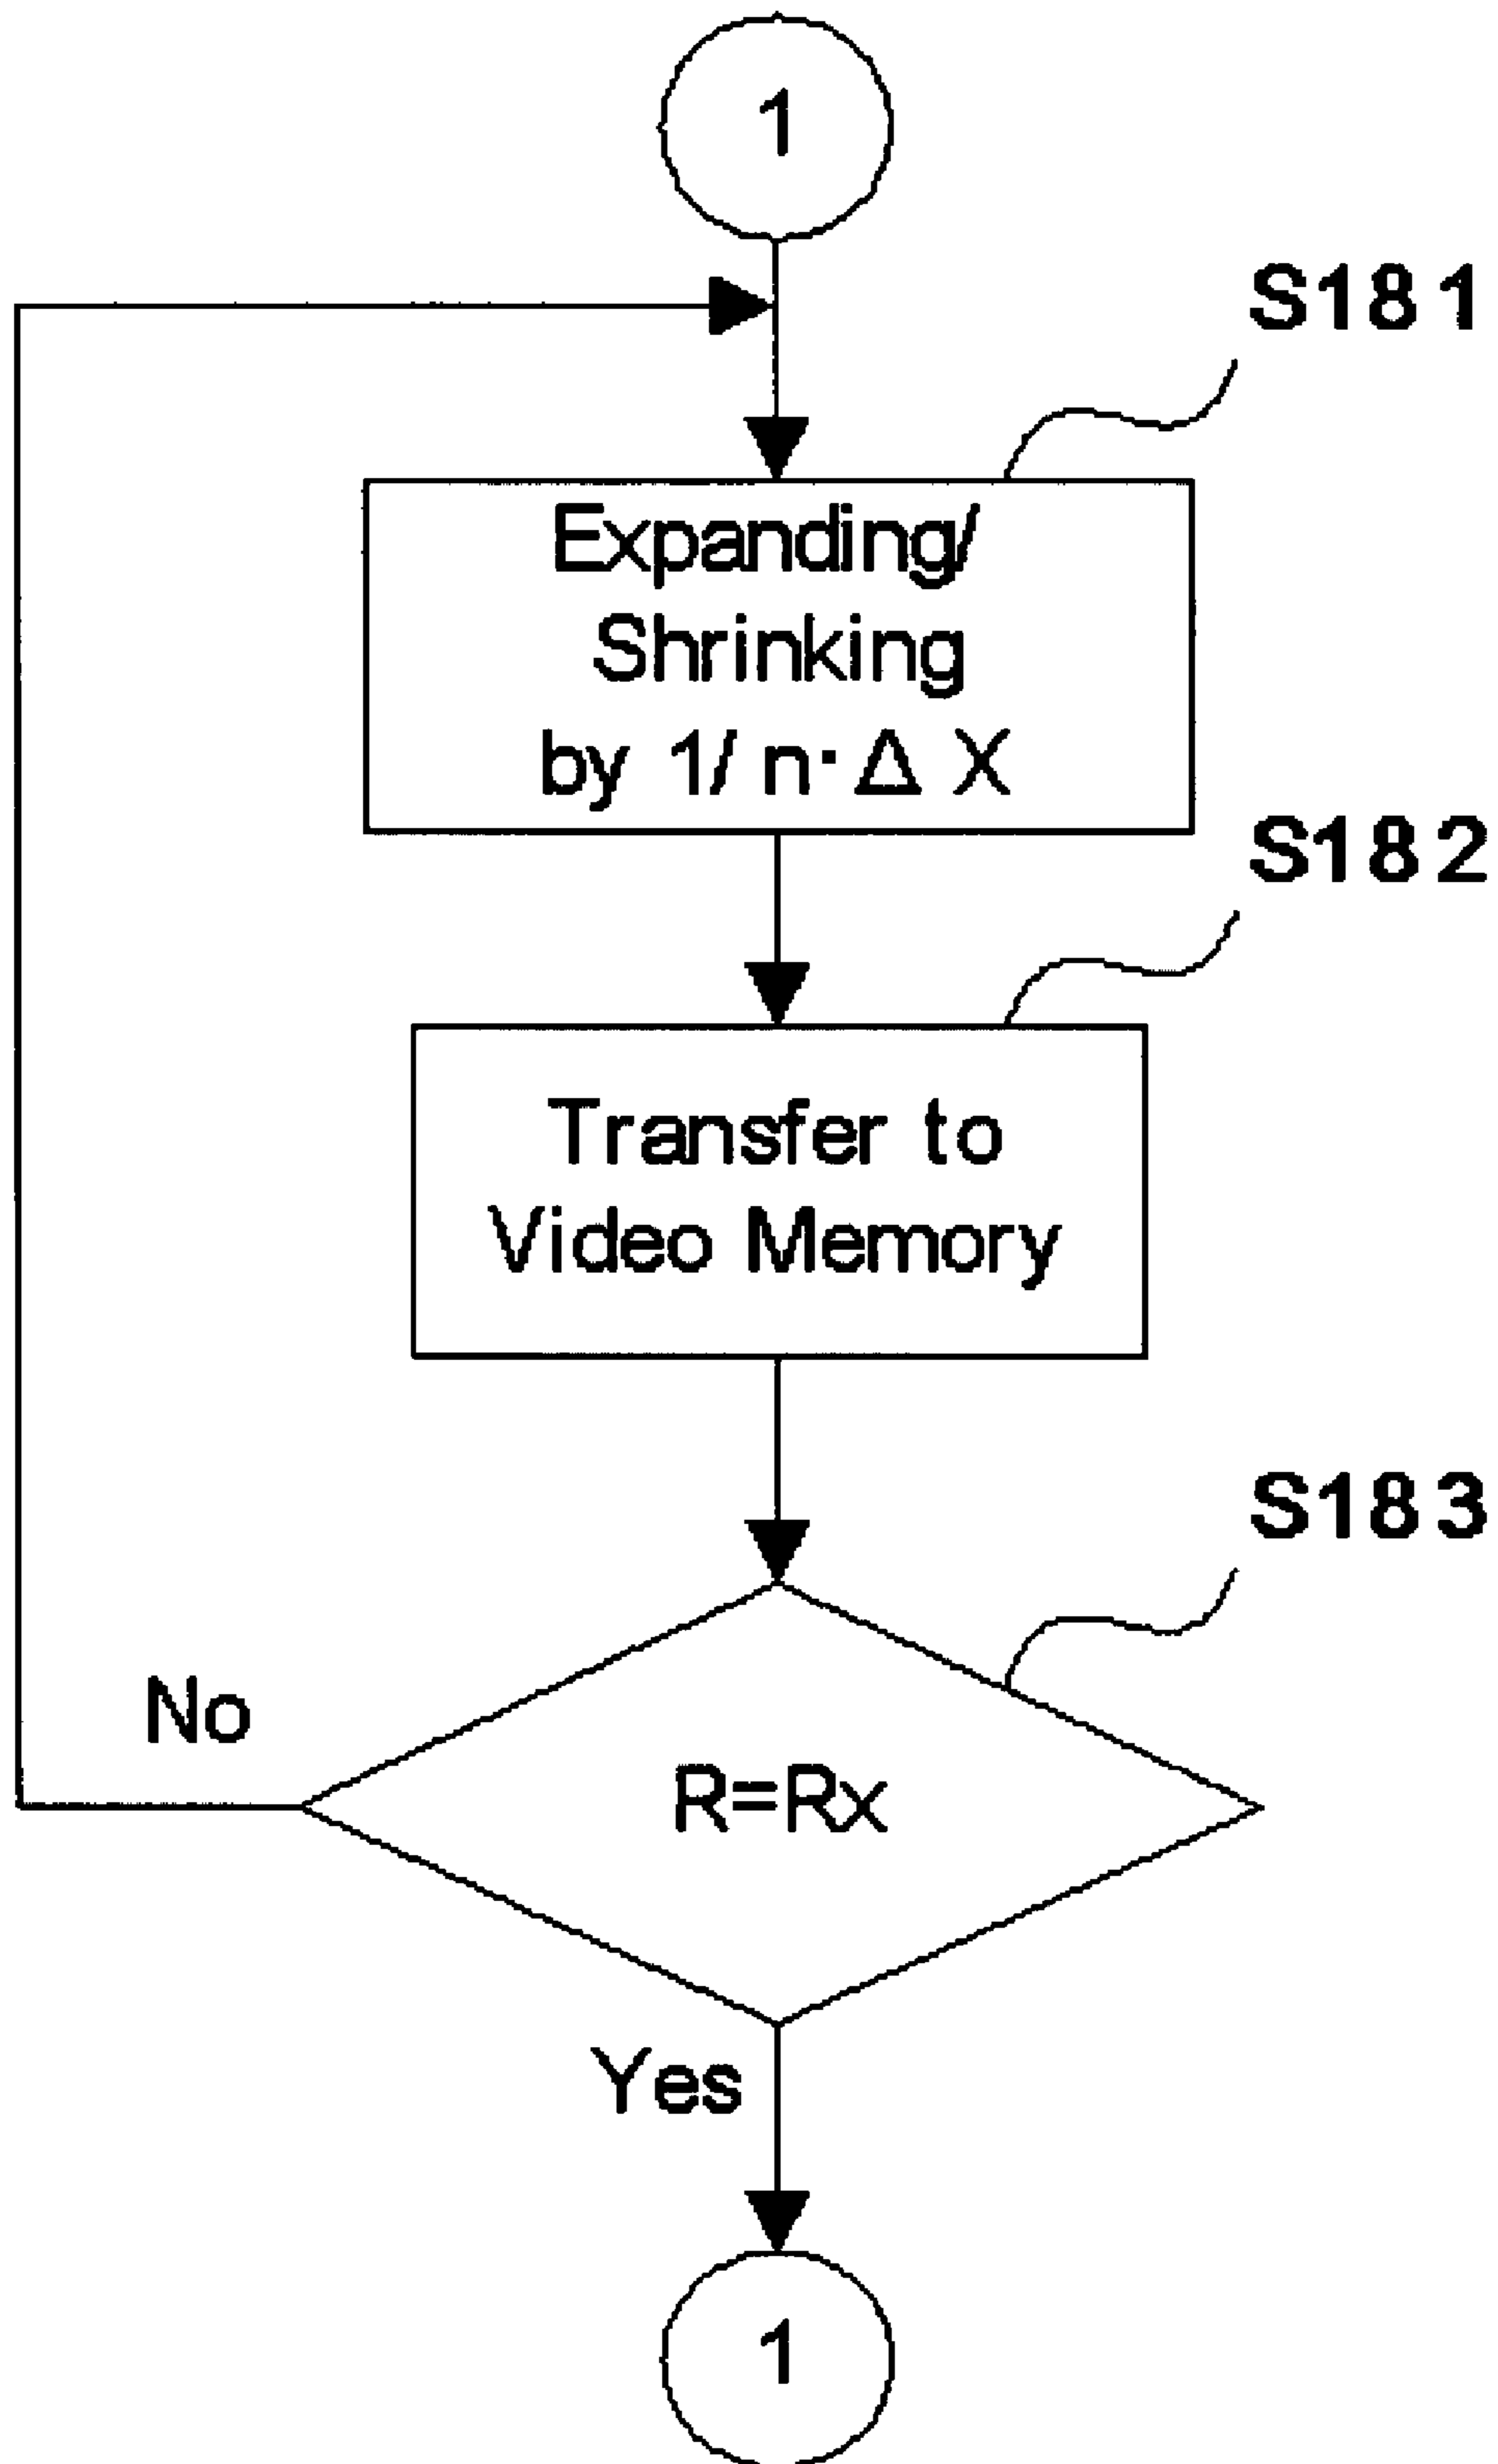 1
S181
Expanding/
Shrinking
by 1/n·Δ X
S182
Transfer to
Video Memory
S183
No
R=Rx
Yes
1